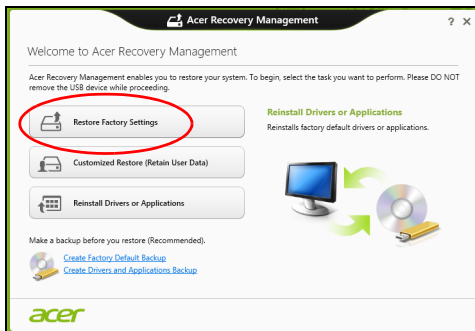 Acer Recovery Management
? X
Welcome to Acer Recovery Management
Acer Recovery Management enables you to restore your system. To begin, select the task you want to perform. Please DO NOT
remove the USB device while proceeding.
Restore Factory Settings
Customized Restore (Retain User Data)
Reinstall Drivers or Applications
Reinstall Drivers or Applications
Reinstalls factory default drivers or applications.
Make a backup before you restore (Recommended).
Create Factory Default Backup
Create Drivers and Applications Backup
acer